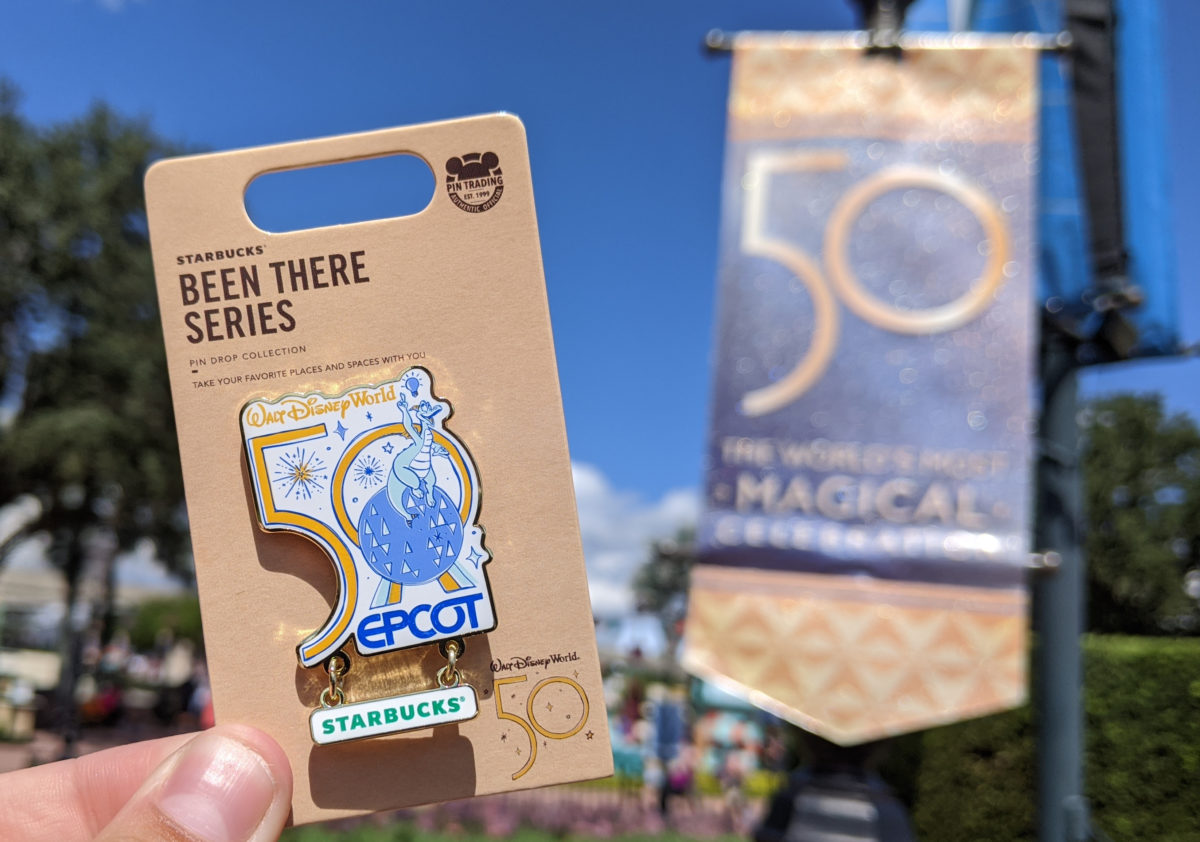 PIN TRADING
EST. 1999
AUTHENTIC OFFICIAL
STARBUCKS®
BEEN THERE
SERIES
PIN DROP COLLECTION
TAKE YOUR FAVORITE PLACES AND SPACES WITH YOU
WALT DISNEY WORLD
50
EPCOT
STARBUCKS®
WALT DISNEY WORLD.
50
50
THE WORLD'S MOST
MAGICAL
CELEBRATION